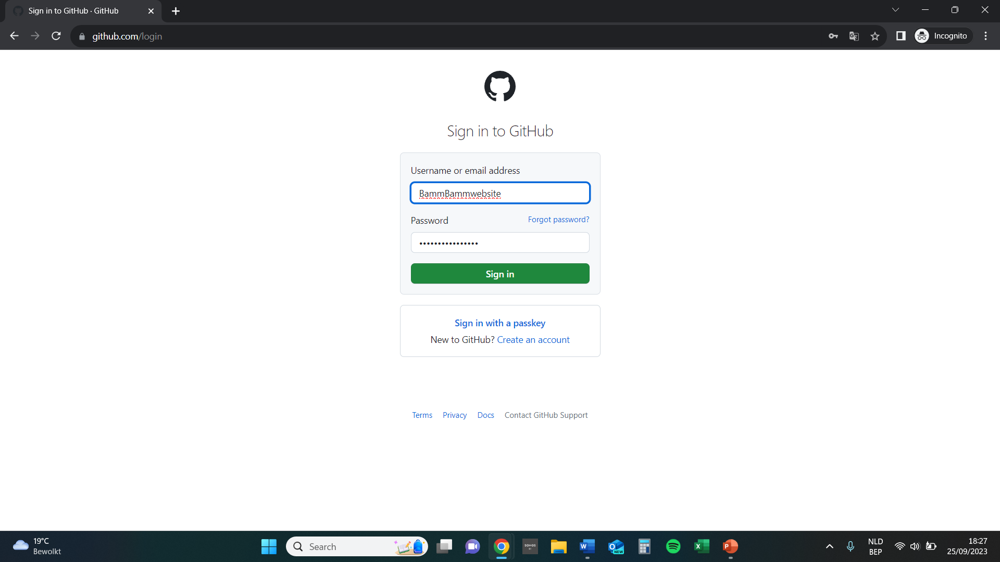 Sign in to GitHub · GitHub
github.com/login
Incognito
Sign in to GitHub
Username or email address
BammBammwebsite
Password
Forgot password?
••••••••••••••••
Sign in
Sign in with a passkey
New to GitHub? Create an account
Terms Privacy Docs Contact GitHub Support
19°C
Bewolkt
Search
SONOS
W
O
NEW
X
P
NLD
BEP
18:27
25/09/2023